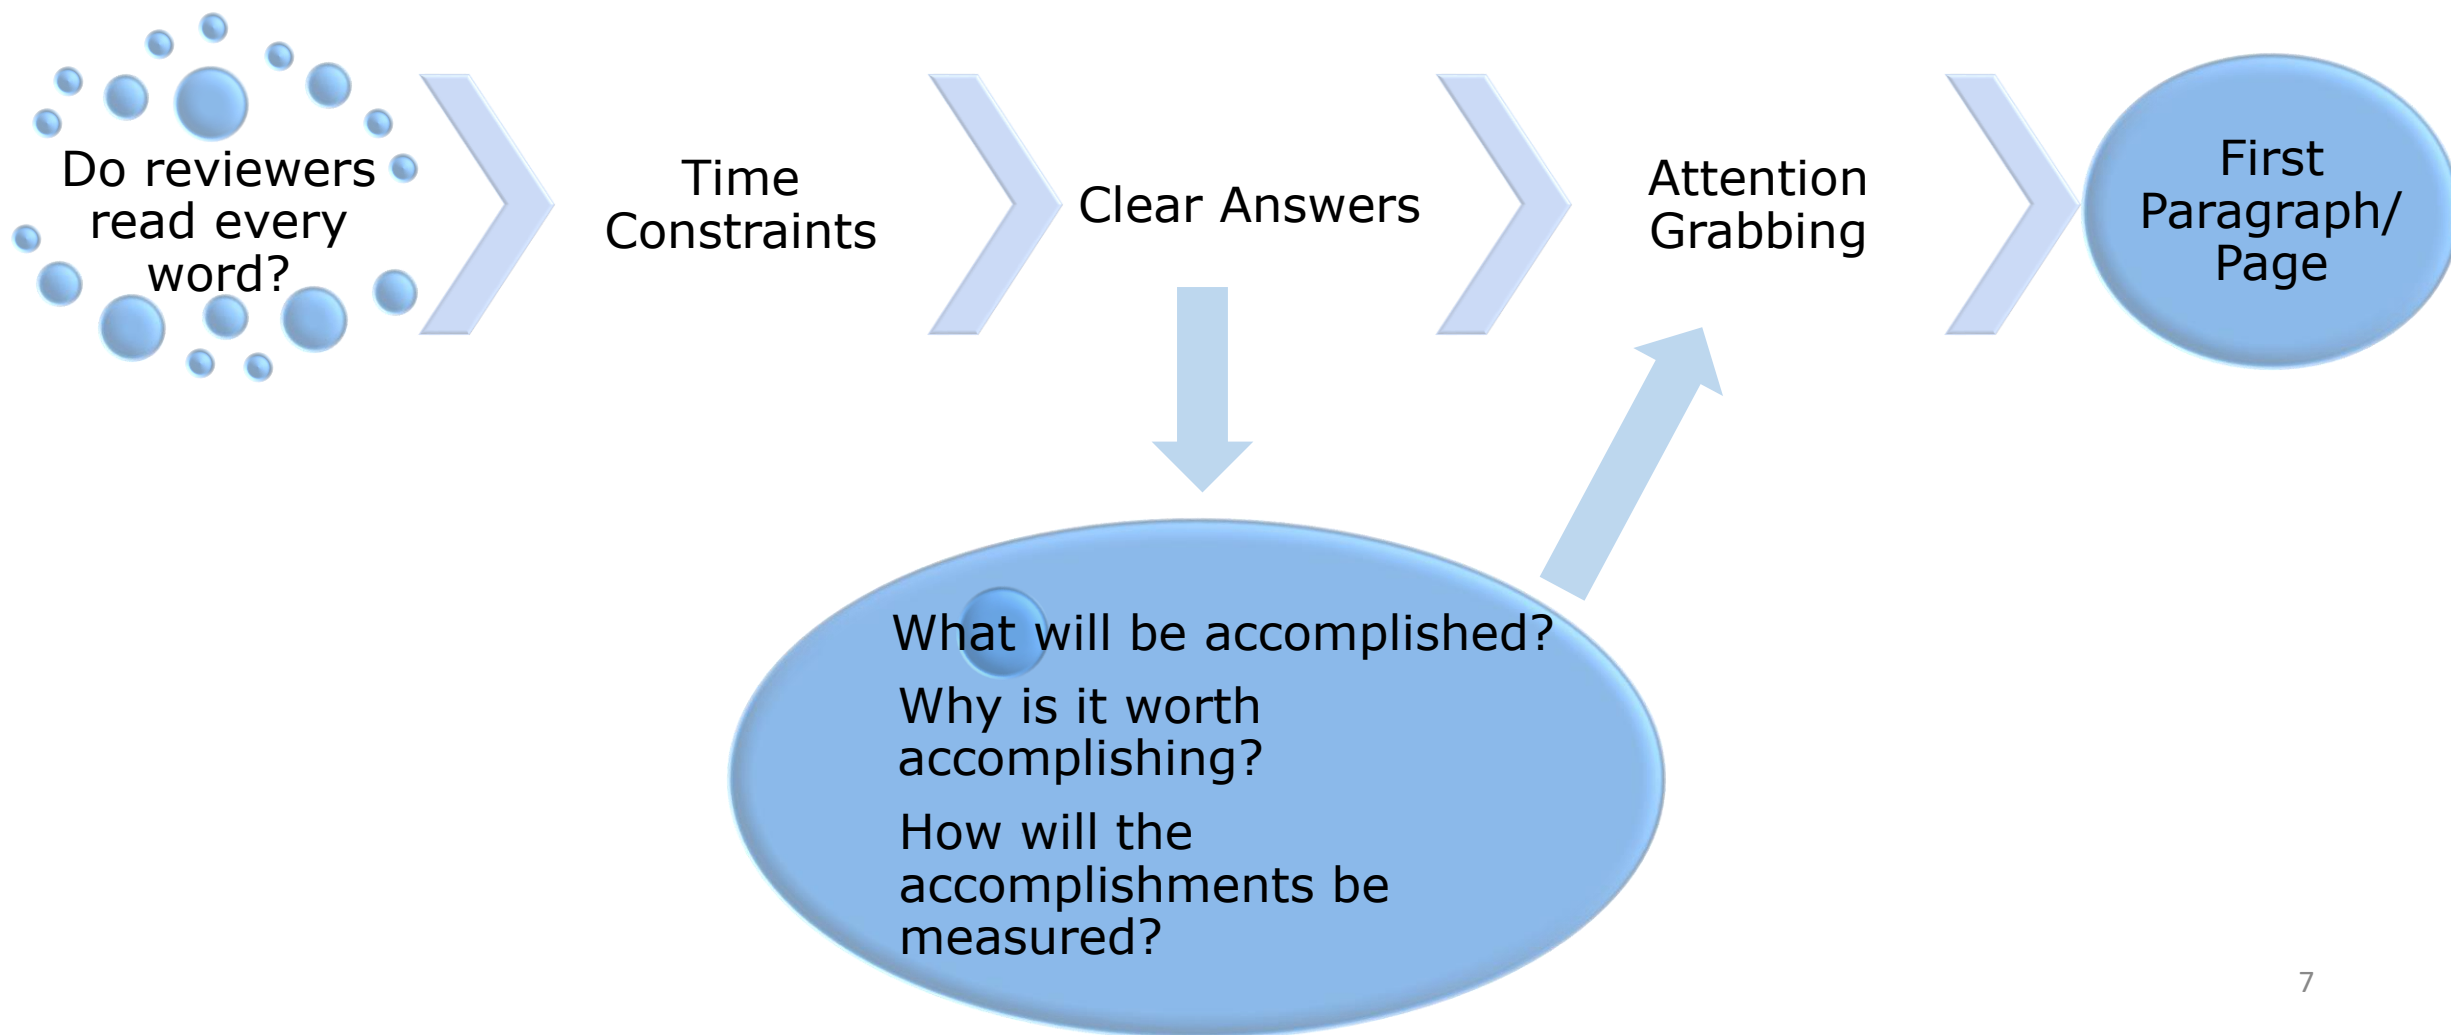 Do reviewers
read every
word?
Time
Constraints
Clear Answers
Attention
Grabbing
First
Paragraph/
Page
What will be accomplished?
Why is it worth
accomplishing?
How will the
accomplishments be
measured?
7